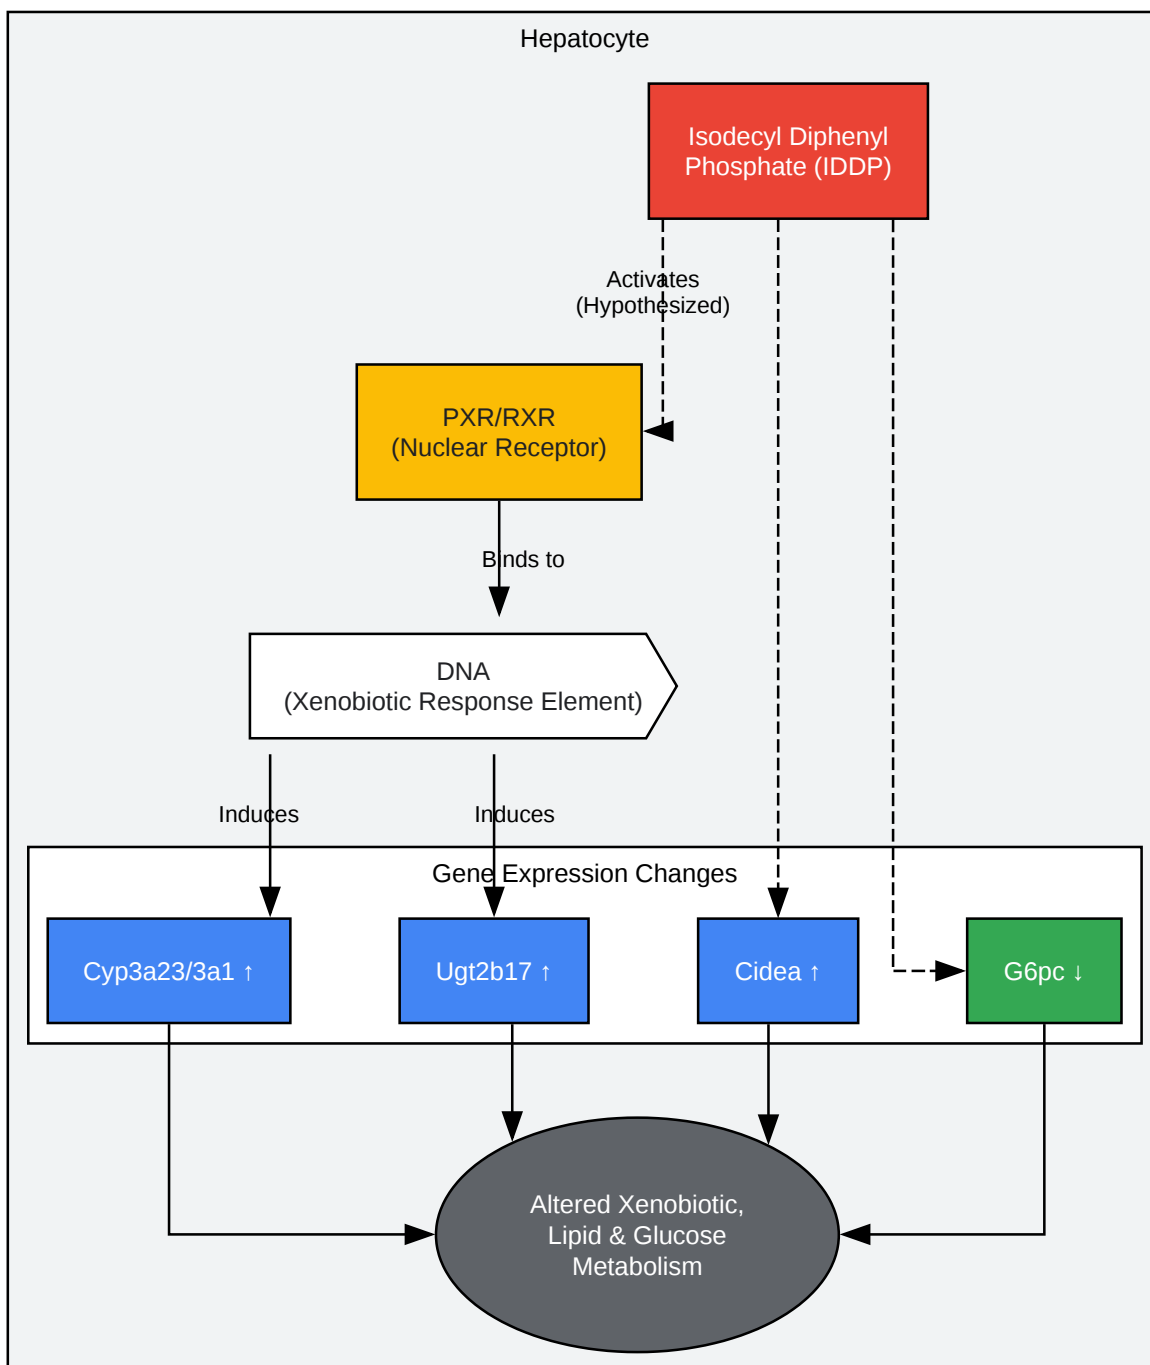 Hepatocyte
Isodecyl Diphenyl
Phosphate (IDDP)
Activates
(Hypothesized)
PXR/RXR
(Nuclear Receptor)
Binds to
DNA
(Xenobiotic Response Element)
Induces
Induces
Gene Expression Changes
Cyp3a23/3a1 ↑
Ugt2b17 ↑
Cidea ↑
G6pc ↓
Altered Xenobiotic,
Lipid & Glucose
Metabolism